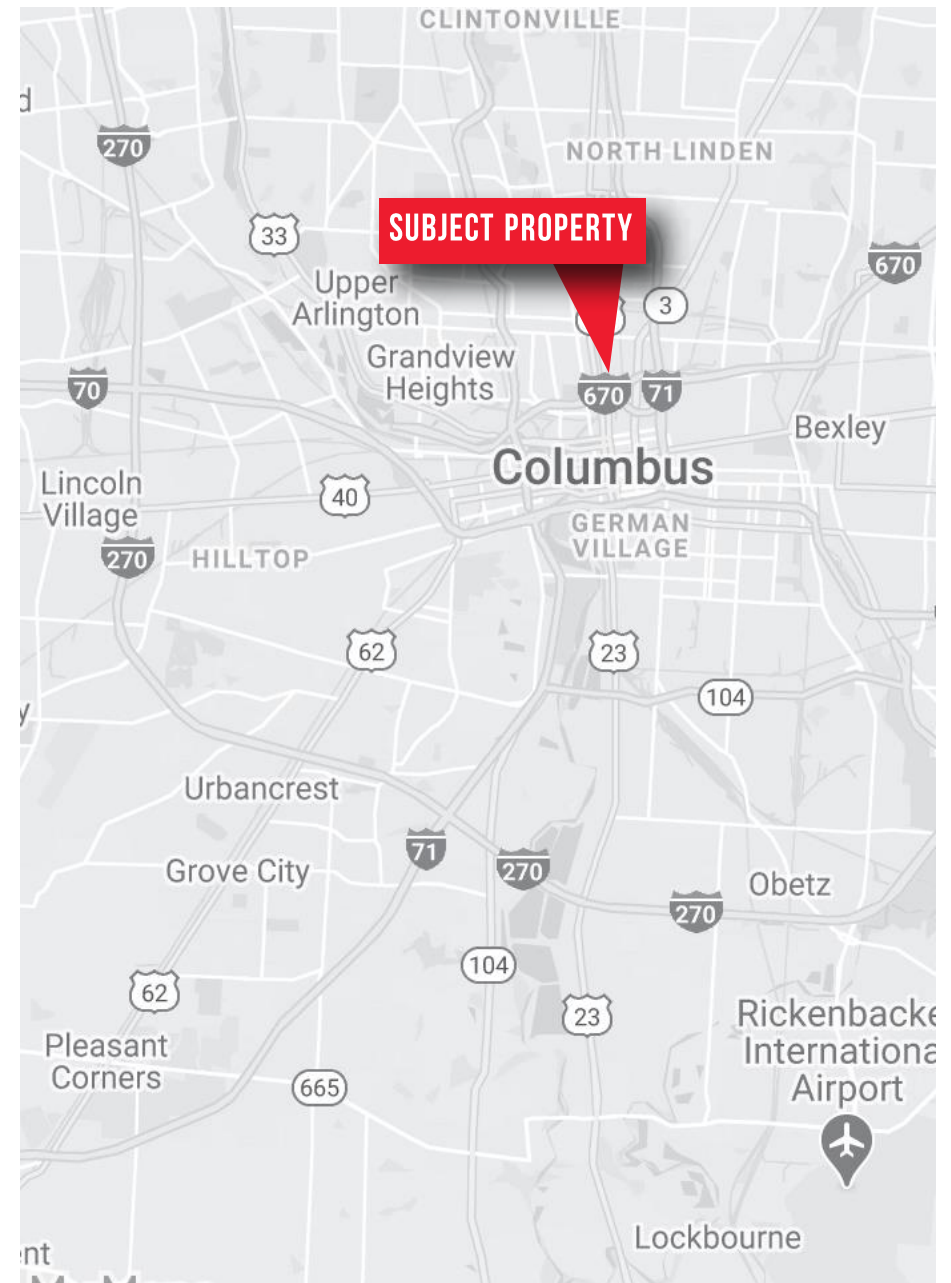 CLINTONVILLE
d
270
NORTH LINDEN
SUBJECT PROPERTY
33
670
Upper
Arlington
3
Grandview
Heights
70
670
71
Bexley
Columbus
Lincoln
Village
40
GERMAN
VILLAGE
270
HILLTOP
62
23
104
y
Urbancrest
71
Grove City
270
Obetz
270
104
62
23
Rickenbacke
Internationa
Airport
Pleasant
Corners
665
Lockbourne
nt